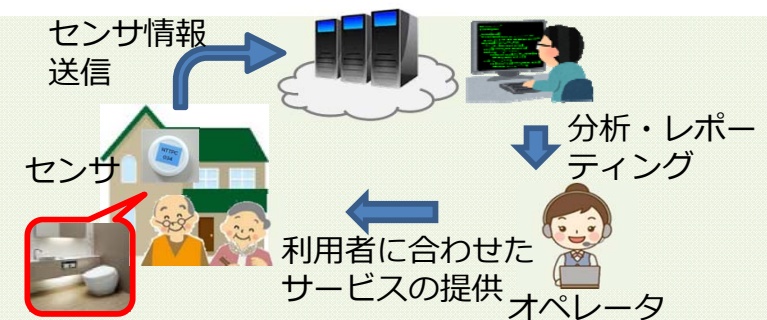 センサ情報
送信
センサ
分析・レポー
ティング
利用者に合わせた
サービスの提供
オペレータ